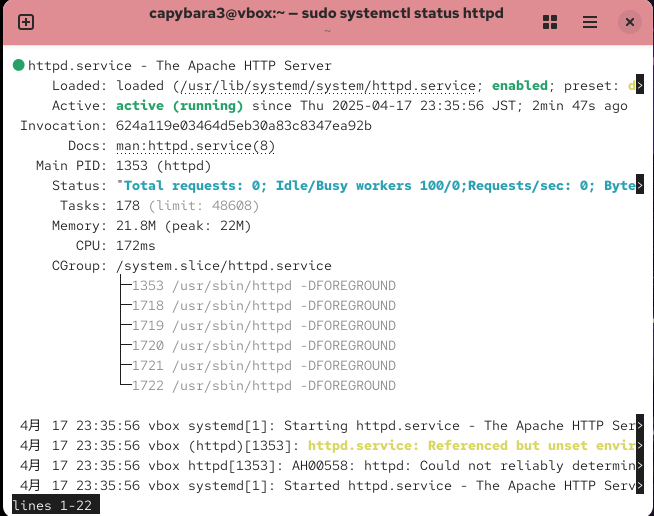 capybara3@vbox:~ — sudo systemctl status httpd
~
httpd.service - The Apache HTTP Server
Loaded: loaded (/usr/lib/systemd/system/httpd.service; enabled; preset: d>
Active: active (running) since Thu 2025-04-17 23:35:56 JST; 2min 47s ago
Invocation: 624a119e03464d5eb30a83c8347ea92b
Docs: man:httpd.service(8)
Main PID: 1353 (httpd)
Status: "Total requests: 0; Idle/Busy workers 100/0;Requests/sec: 0; Byte>
Tasks: 178 (limit: 48608)
Memory: 21.8M (peak: 22M)
CPU: 172ms
CGroup: /system.slice/httpd.service
├─1353 /usr/sbin/httpd -DFOREGROUND
├─1718 /usr/sbin/httpd -DFOREGROUND
├─1719 /usr/sbin/httpd -DFOREGROUND
├─1720 /usr/sbin/httpd -DFOREGROUND
├─1721 /usr/sbin/httpd -DFOREGROUND
└─1722 /usr/sbin/httpd -DFOREGROUND
4月 17 23:35:56 vbox systemd[1]: Starting httpd.service - The Apache HTTP Ser>
4月 17 23:35:56 vbox (httpd)[1353]: httpd.service: Referenced but unset envir>
4月 17 23:35:56 vbox httpd[1353]: AH00558: httpd: Could not reliably determin>
4月 17 23:35:56 vbox systemd[1]: Started httpd.service - The Apache HTTP Serv>
lines 1-22